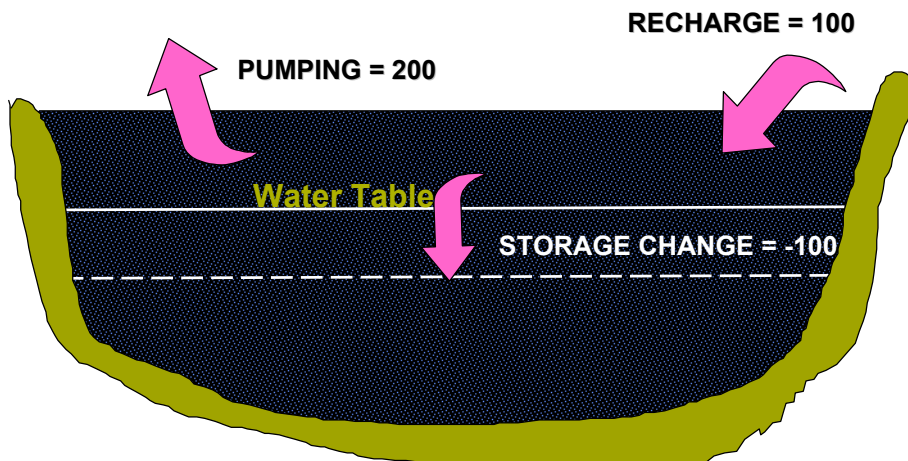 RECHARGE = 100
PUMPING = 200
Water Table
STORAGE CHANGE = -100